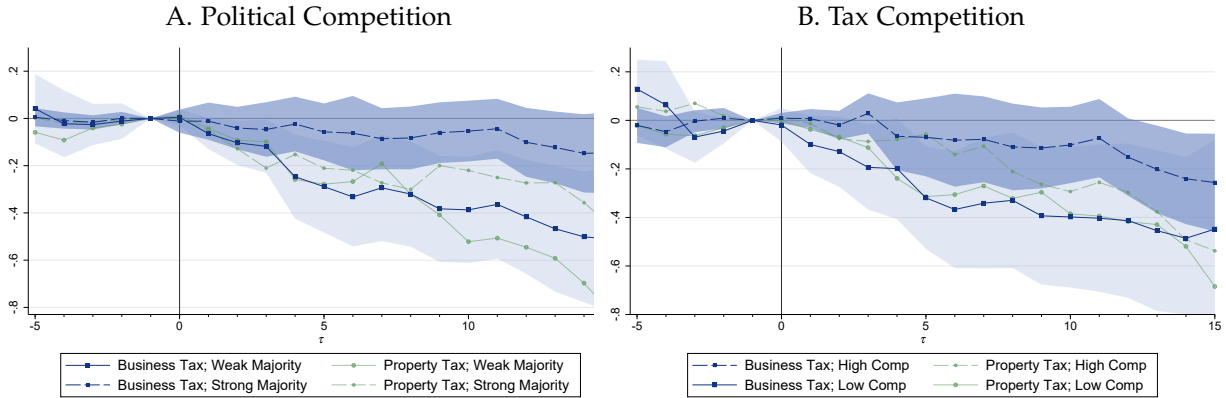 A. Political Competition
.2
0
-.2
-.4
-.6
-.8
-5 0 5 10
τ
Business Tax; Weak Majority Property Tax; Weak Majority
Business Tax; Strong Majority Property Tax; Strong Majority
B. Tax Competition
.2
0
-.2
-.4
-.6
-.8
-5 0 5 10 15
τ
Business Tax; High Comp Property Tax; High Comp
Business Tax; Low Comp Property Tax; Low Comp